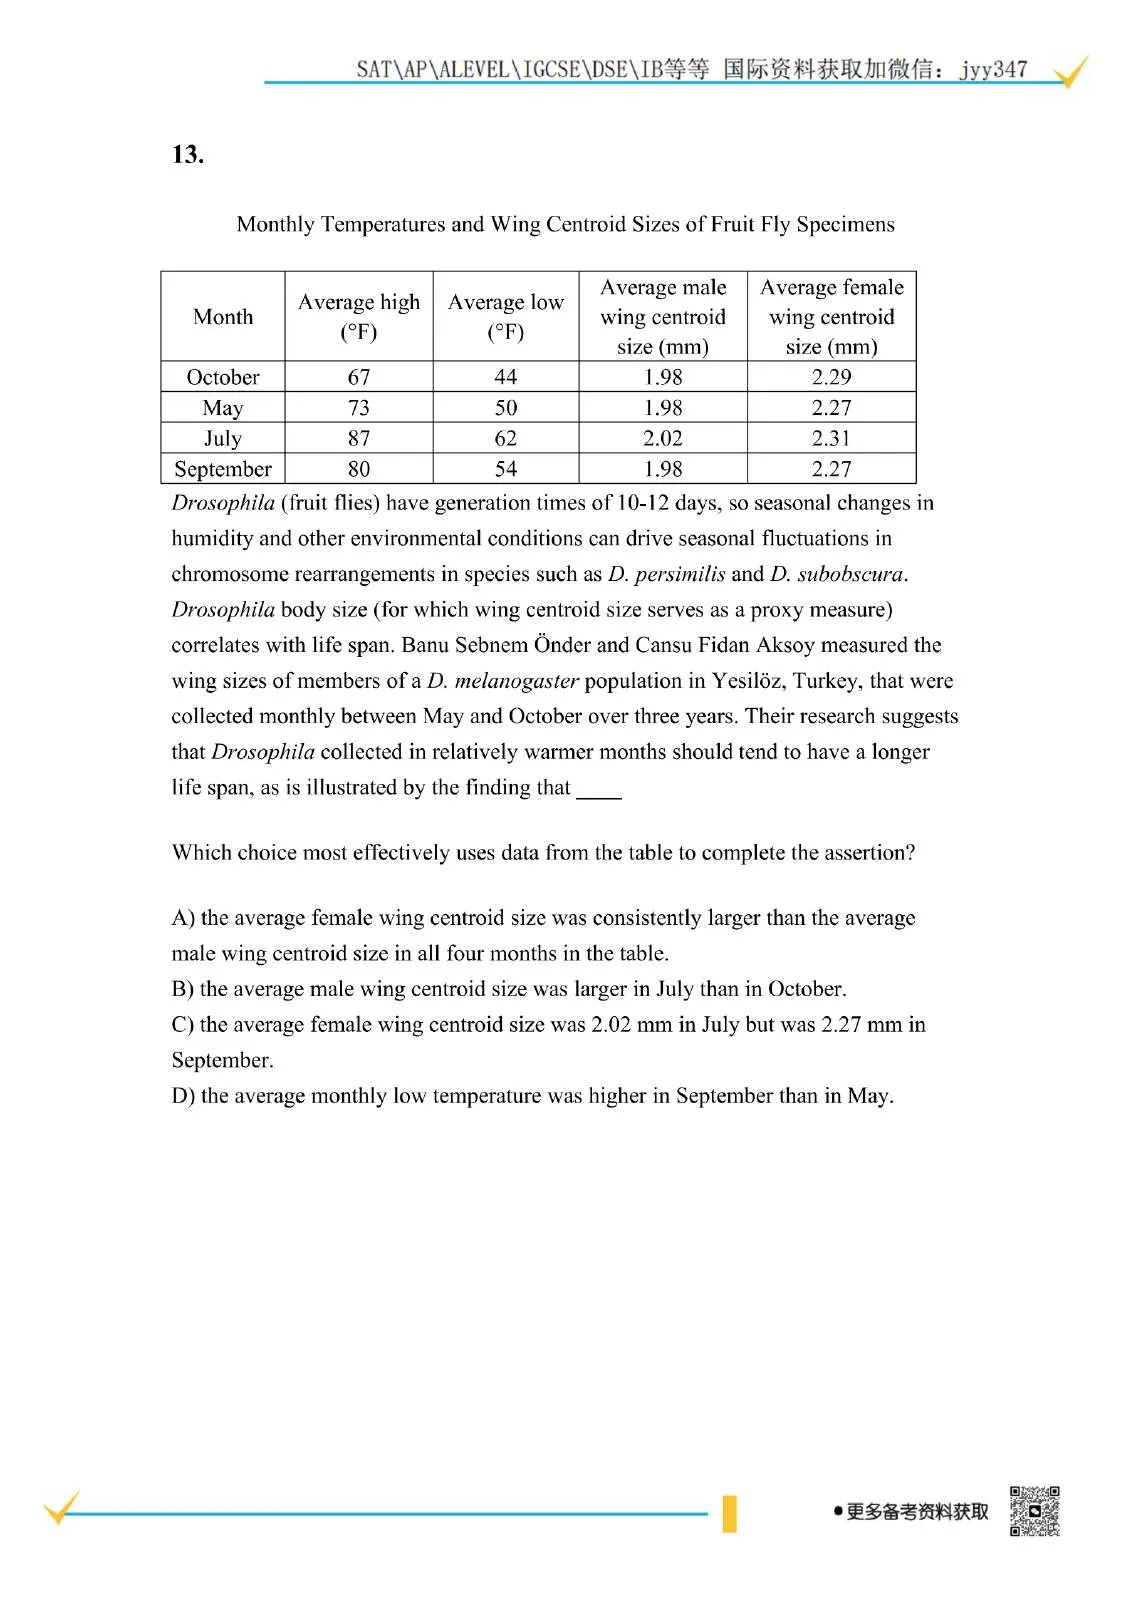 SAT\AP\ALEVEL\IGCSE\DSE\IB等等 国际资料获取加微信：jyy347
13.
Monthly Temperatures and Wing Centroid Sizes of Fruit Fly Specimens
Month | Average high (°F) | Average low (°F) | Average male wing centroid size (mm) | Average female wing centroid size (mm)
October | 67 | 44 | 1.98 | 2.29
May | 73 | 50 | 1.98 | 2.27
July | 87 | 62 | 2.02 | 2.31
September | 80 | 54 | 1.98 | 2.27
Drosophila (fruit flies) have generation times of 10-12 days, so seasonal changes in
humidity and other environmental conditions can drive seasonal fluctuations in
chromosome rearrangements in species such as D. persimilis and D. subobscura.
Drosophila body size (for which wing centroid size serves as a proxy measure)
correlates with life span. Banu Sebnem Önder and Cansu Fidan Aksoy measured the
wing sizes of members of a D. melanogaster population in Yesilöz, Turkey, that were
collected monthly between May and October over three years. Their research suggests
that Drosophila collected in relatively warmer months should tend to have a longer
life span, as is illustrated by the finding that ____
Which choice most effectively uses data from the table to complete the assertion?
A) the average female wing centroid size was consistently larger than the average
male wing centroid size in all four months in the table.
B) the average male wing centroid size was larger in July than in October.
C) the average female wing centroid size was 2.02 mm in July but was 2.27 mm in
September.
D) the average monthly low temperature was higher in September than in May.
•更多备考资料获取